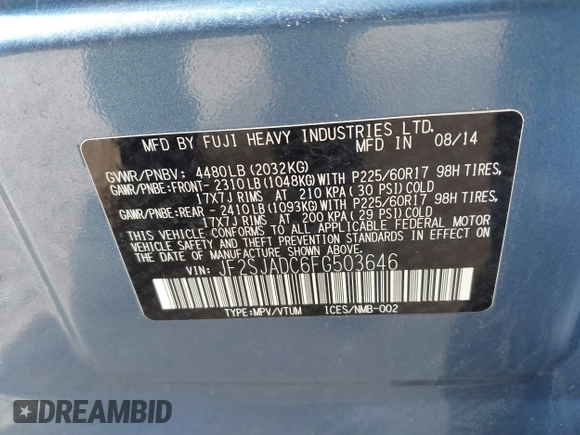 MFD BY FUJI HEAVY INDUSTRIES LTD.
MFD IN 08/14
GVWR/PNBV: 4480LB(2032KG)
GAWR/PNBE:FRONT- 2310LB(1048KG)WITH P225/60R17 98H TIRES,
17X7J RIMS AT 210 KPA(30 PSI)COLD
GAWR/PNBE:REAR - 2410LB(1093KG)WITH P225/60R17 98H TIRES,
17X7J RIMS AT 200 KPA(29 PSI)COLD
THIS VEHICLE CONFORMS TO ALL APPLICABLE FEDERAL MOTOR
VEHICLE SAFETY STANDARDS IN EFFECT ON
THE DATE OF MANUFACTURE SHOWN ABOVE.
VIN: JF2SJADC6FG503646
TYPE:MPV/VTUM ICES/NMB-002
DREAMBID